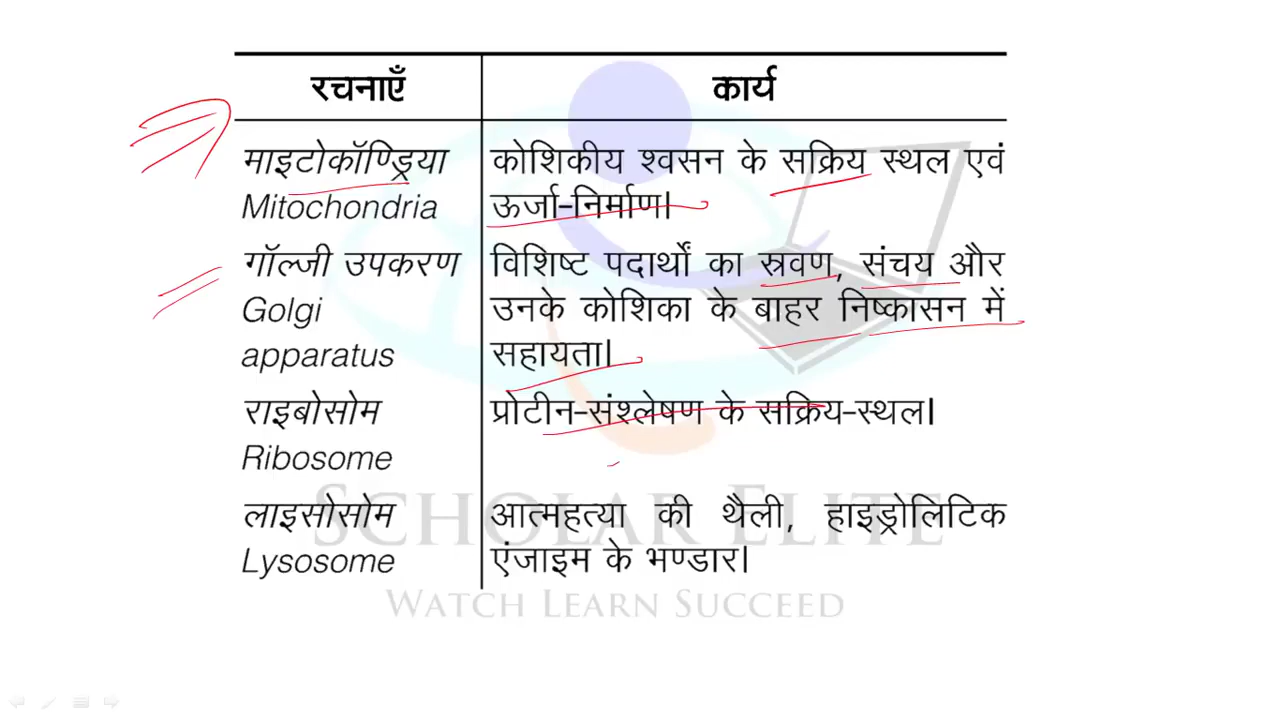 रचनाएँ कार्य
माइटोकॉण्ड्रिया कोशिकीय श्वसन के सक्रिय स्थल एवं
Mitochondria ऊर्जा-निर्माण।
गॉल्जी उपकरण विशिष्ट पदार्थों का स्रवण, संचय और
Golgi उनके कोशिका के बाहर निष्कासन में
apparatus सहायता।
राइबोसोम प्रोटीन-संश्लेषण के सक्रिय-स्थल।
Ribosome
लाइसोसोम आत्महत्या की थैली, हाइड्रोलिटिक
Lysosome एंजाइम के भण्डार।
SCHOLAR ELITE
WATCH LEARN SUCCEED